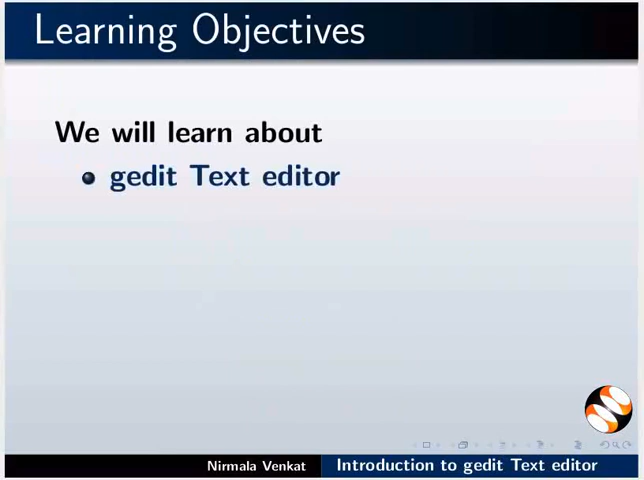 Learning Objectives
We will learn about
gedit Text editor
Nirmala Venkat Introduction to gedit Text editor